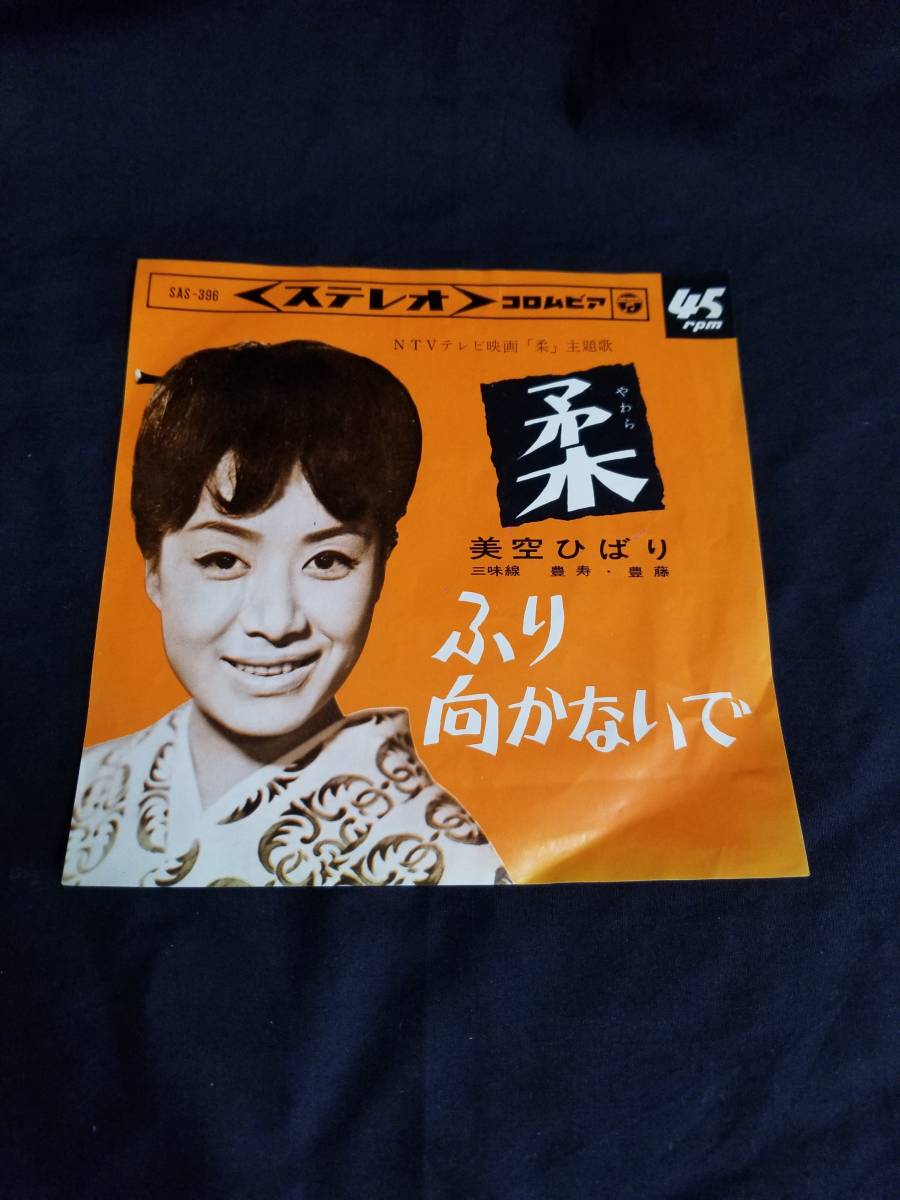 SAS-396 ステレオ コロムビア
45
rpm
NTVテレビ映画「柔」主題歌
やわら
柔
美空ひばり
三味線 豊寿・豊藤
ふり
向かないで